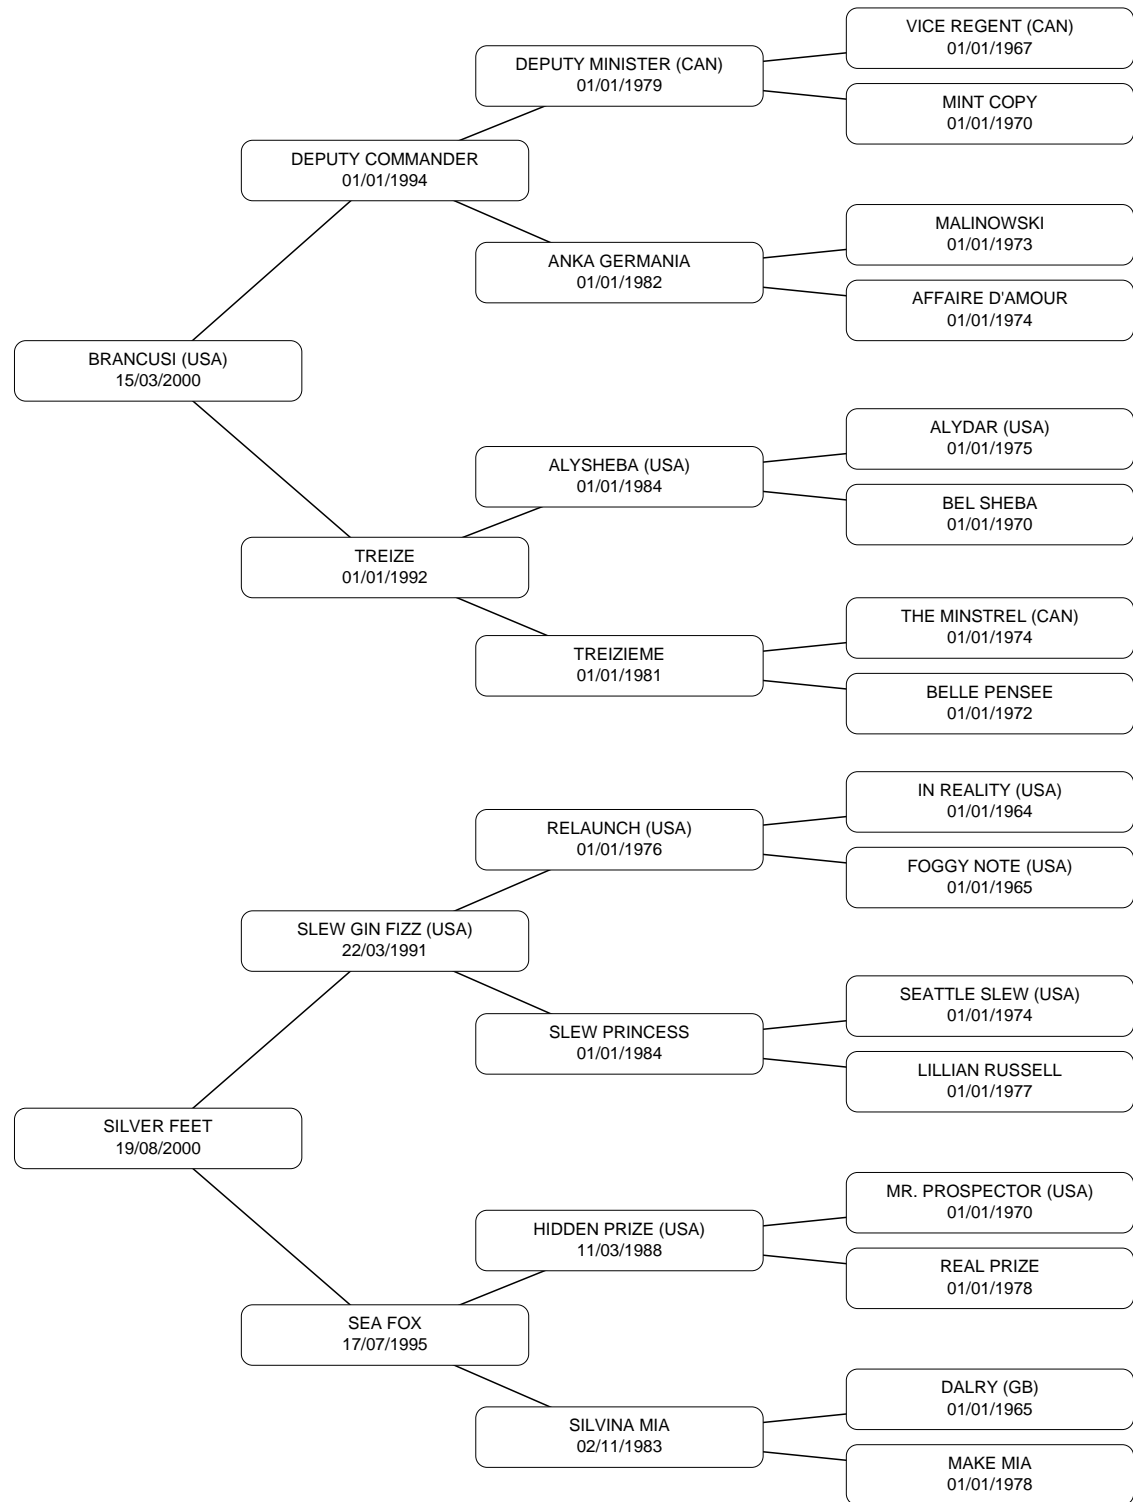 VICE REGENT (CAN)
01/01/1967
DEPUTY MINISTER (CAN)
01/01/1979
MINT COPY
01/01/1970
DEPUTY COMMANDER
01/01/1994
MALINOWSKI
01/01/1973
ANKA GERMANIA
01/01/1982
AFFAIRE D'AMOUR
01/01/1974
BRANCUSI (USA)
15/03/2000
ALYDAR (USA)
01/01/1975
ALYSHEBA (USA)
01/01/1984
BEL SHEBA
01/01/1970
TREIZE
01/01/1992
THE MINSTREL (CAN)
01/01/1974
TREIZIEME
01/01/1981
BELLE PENSEE
01/01/1972
IN REALITY (USA)
01/01/1964
RELAUNCH (USA)
01/01/1976
FOGGY NOTE (USA)
01/01/1965
SLEW GIN FIZZ (USA)
22/03/1991
SEATTLE SLEW (USA)
01/01/1974
SLEW PRINCESS
01/01/1984
LILLIAN RUSSELL
01/01/1977
SILVER FEET
19/08/2000
MR. PROSPECTOR (USA)
01/01/1970
HIDDEN PRIZE (USA)
11/03/1988
REAL PRIZE
01/01/1978
SEA FOX
17/07/1995
DALRY (GB)
01/01/1965
SILVINA MIA
02/11/1983
MAKE MIA
01/01/1978